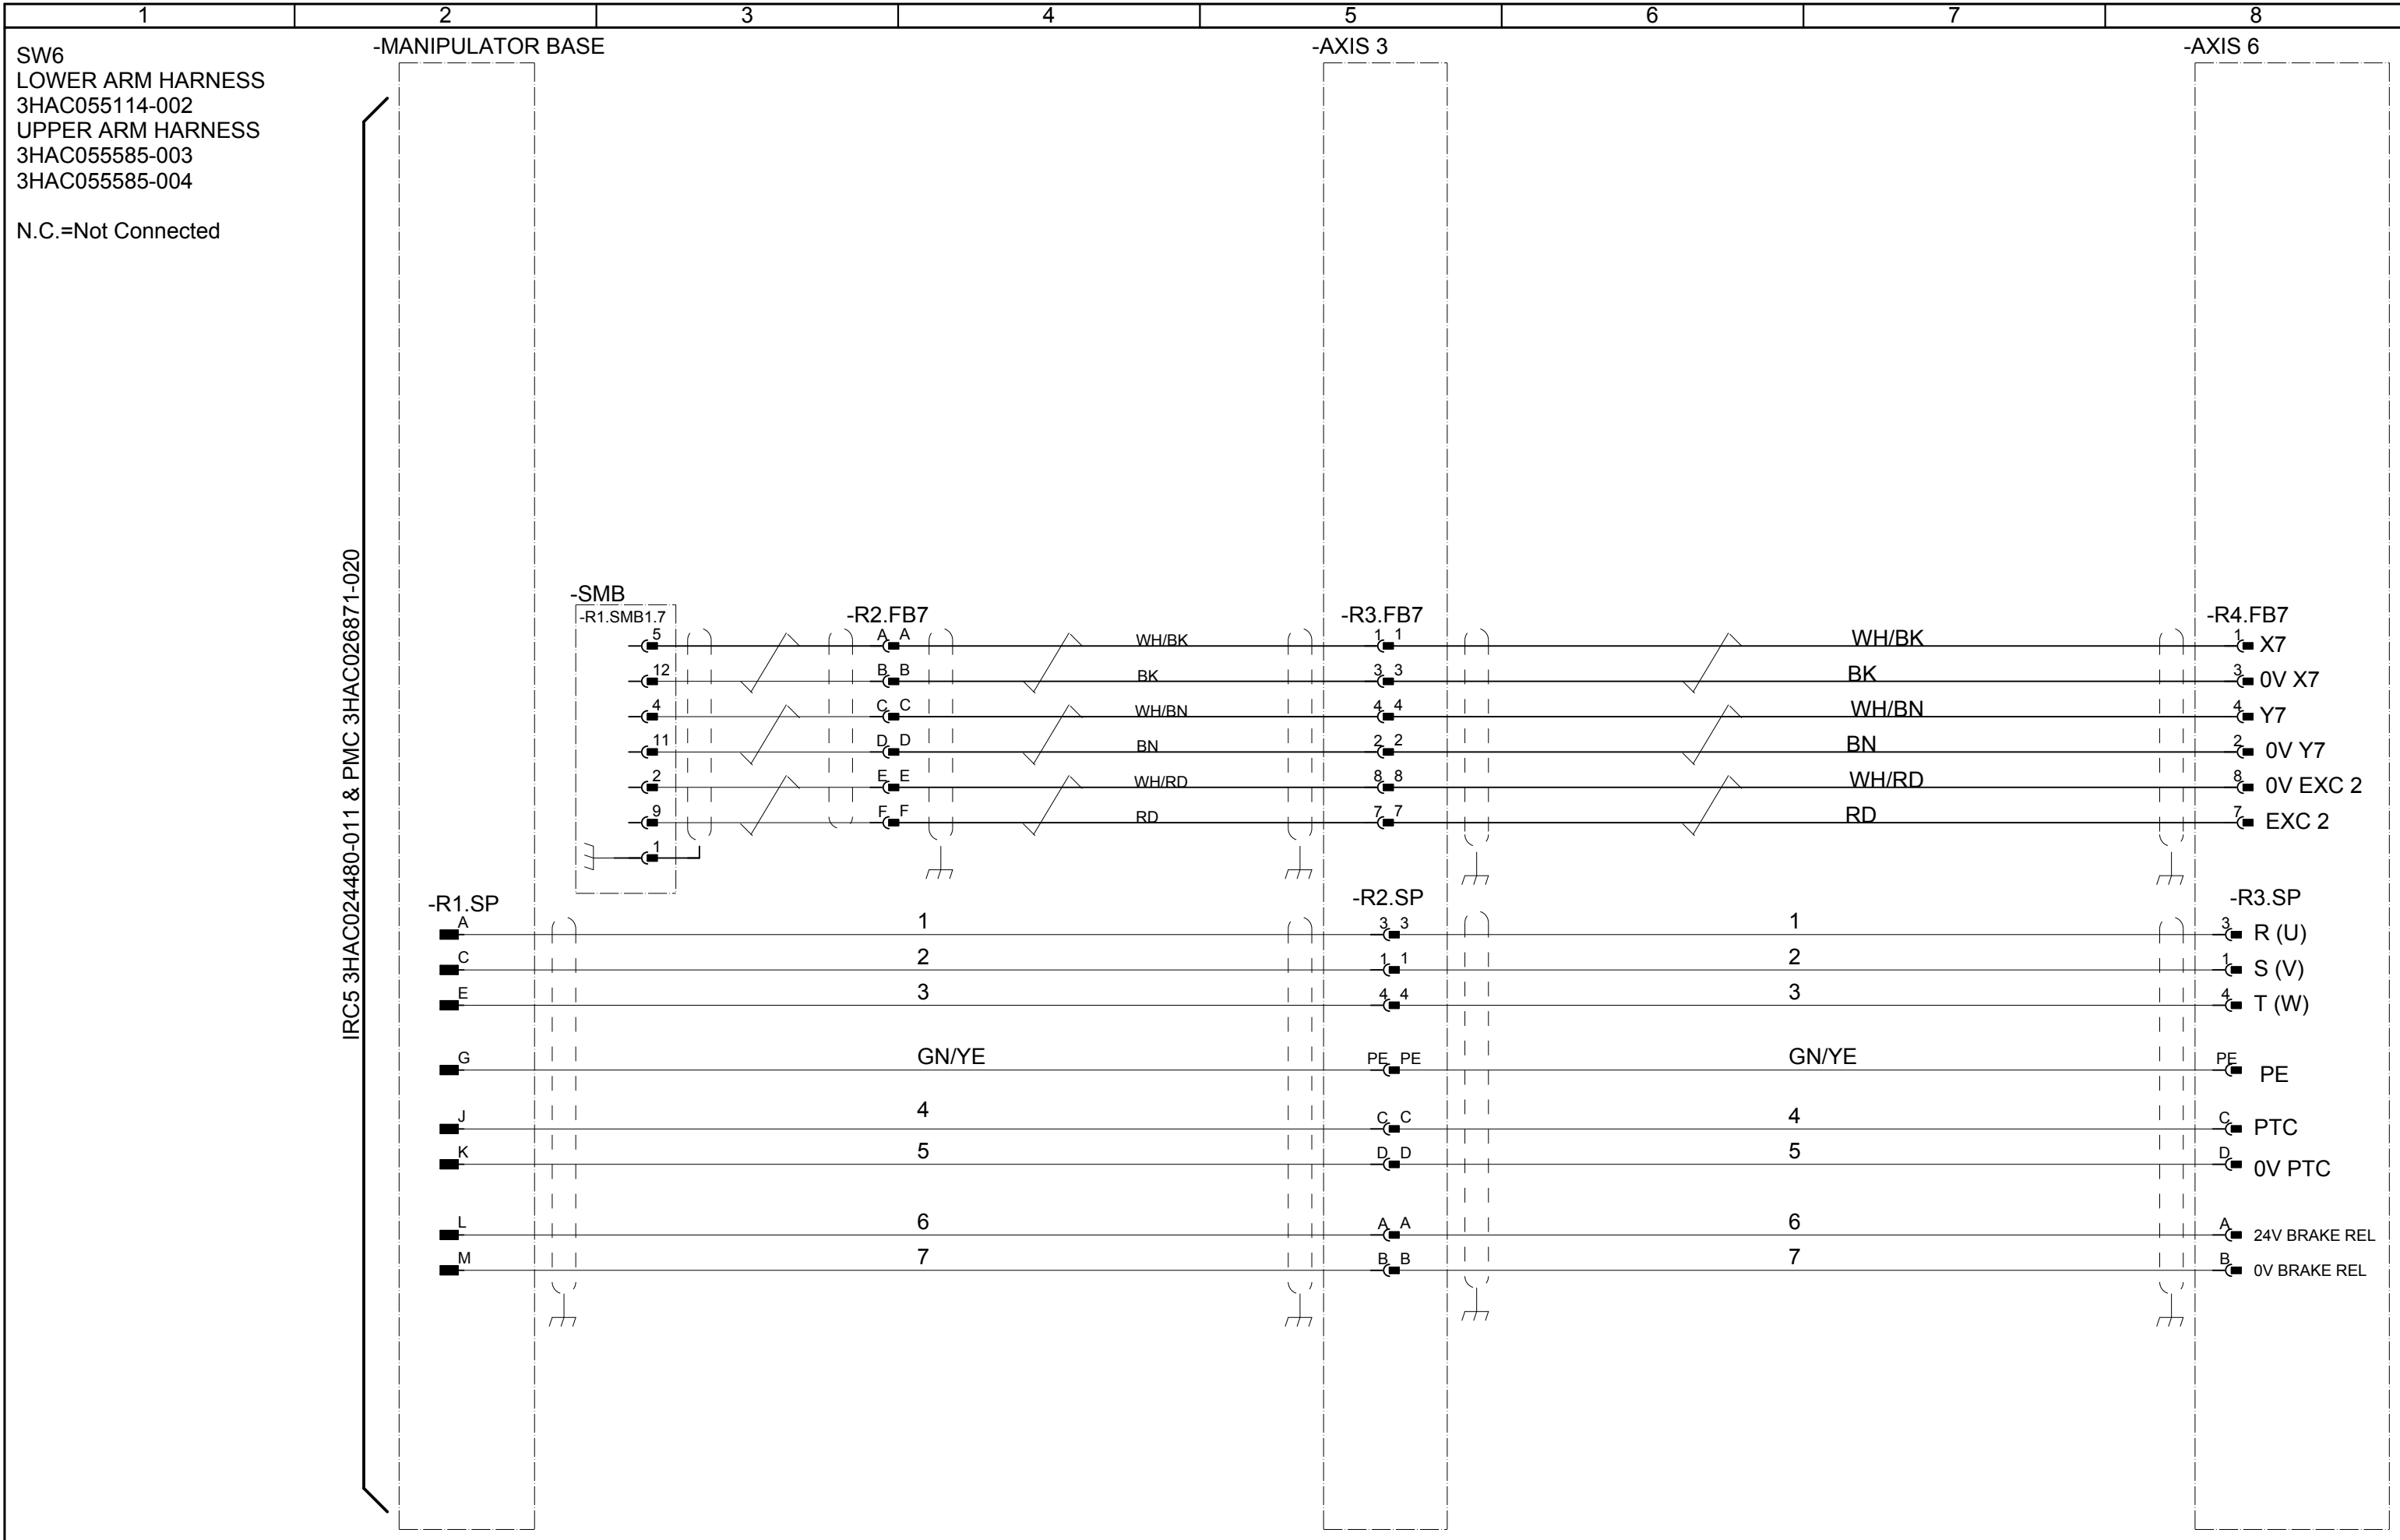 1 2 3 4 5 6 7 8
-MANIPULATOR BASE -AXIS 3 -AXIS 6
SW6
LOWER ARM HARNESS
3HAC055114-002
UPPER ARM HARNESS
3HAC055585-003
3HAC055585-004
N.C.=Not Connected
IRC5 3HAC024480-011 & PMC 3HAC026871-020
-SMB
-R1.SMB1.7 -R2.FB7 -R3.FB7 -R4.FB7
5 A A WH/BK 1 1 WH/BK 1 X7
12 B B BK 3 3 BK 3 0V X7
4 C C WH/BN 4 4 WH/BN 4 Y7
11 D D BN 2 2 BN 2 0V Y7
2 E E WH/RD 8 8 WH/RD 8 0V EXC 2
9 F F RD 7 7 RD 7 EXC 2
1
-R1.SP -R2.SP -R3.SP
A 1 3 3 1 3 R (U)
C 2 1 1 2 1 S (V)
E 3 4 4 3 4 T (W)
G GN/YE PE PE GN/YE PE PE
J 4 C C 4 C PTC
K 5 D D 5 D 0V PTC
L 6 A A 6 A 24V BRAKE REL
M 7 B B 7 B 0V BRAKE REL